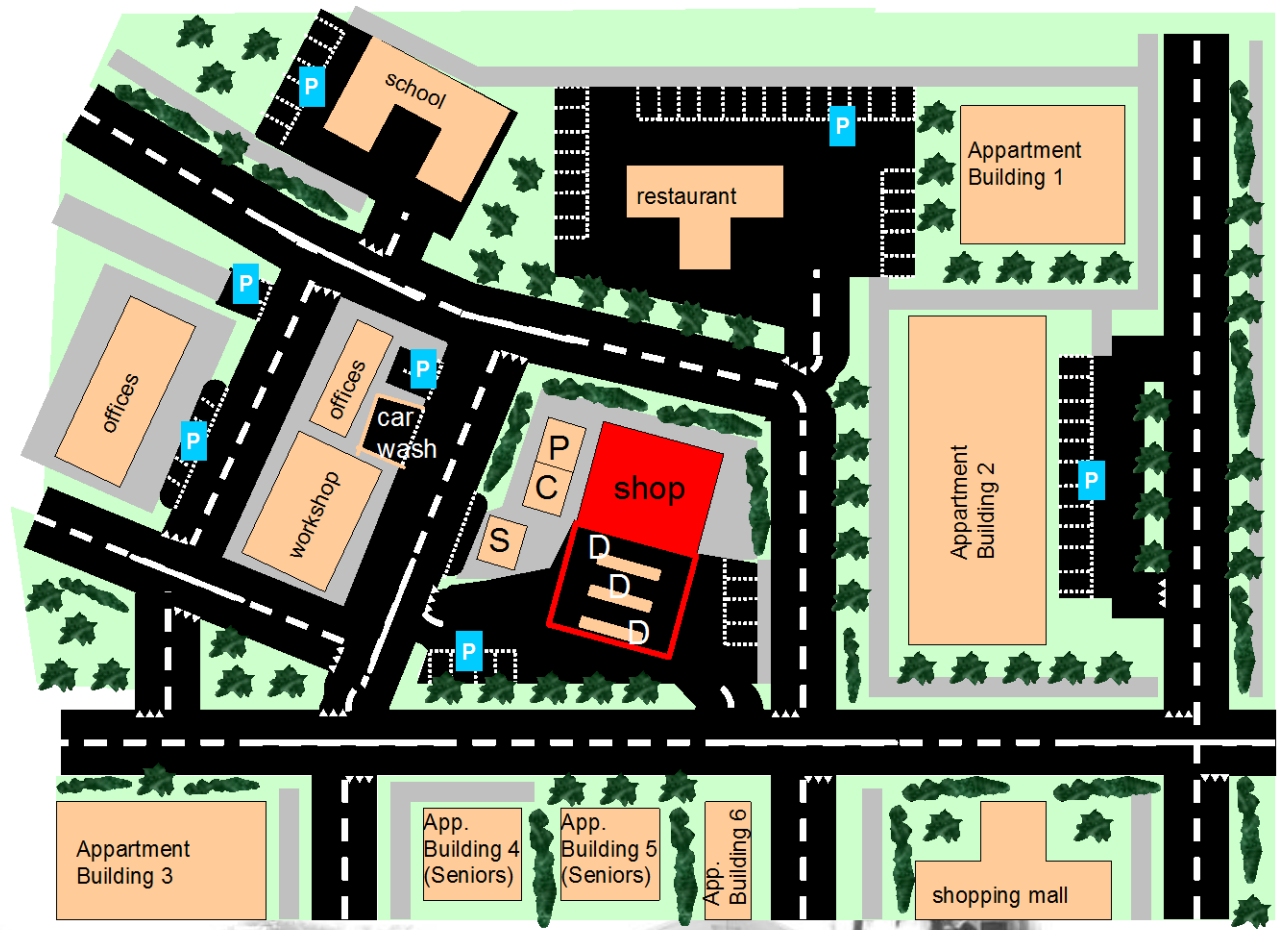 school
P
P
restaurant
Appartment
Building 1
P
offices
P
offices
P
car
wash
workshop
P
C
S
shop
D
D
D
P
Appartment
Building 2
P
Appartment
Building 3
App.
Building 4
(Seniors)
App.
Building 5
(Seniors)
App.
Building 6
shopping mall